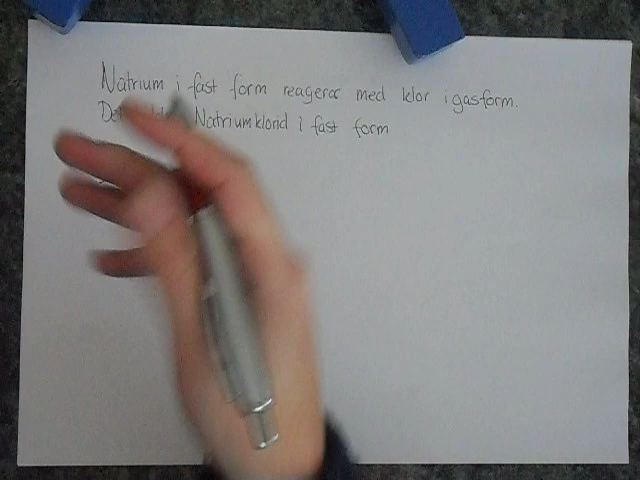 Natrium i fast form reagerar med klor i gasform.
Natriumklorid i fast form